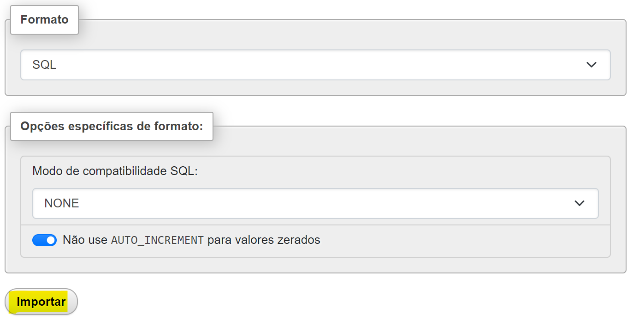 Formato
SQL
Opções específicas de formato:
Modo de compatibilidade SQL:
NONE
Não use AUTO_INCREMENT para valores zerados
Importar